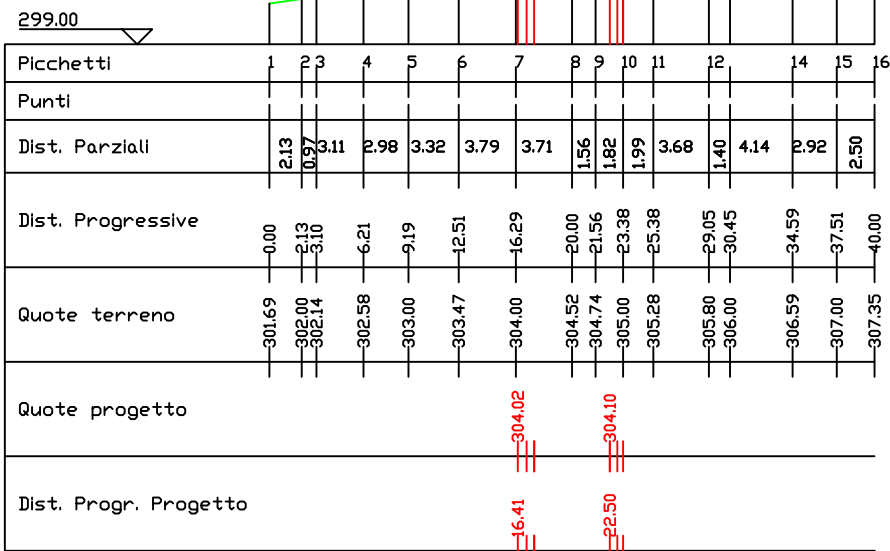 299.00
Picchetti 1 2 3 4 5 6 7 8 9 10 11 12 14 15 16
Punti
Dist. Parziali 2.13 0.97 3.11 2.98 3.32 3.79 3.71 1.56 1.82 1.99 3.68 1.40 4.14 2.92 2.50
Dist. Progressive 0.00 2.13 3.10 6.21 9.19 12.51 16.29 20.00 21.56 23.38 25.38 29.05 30.45 34.59 37.51 40.00
Quote terreno 301.69 302.00 302.14 302.58 303.00 303.47 304.00 304.52 304.74 305.00 305.28 305.80 306.00 306.59 307.00 307.35
Quote progetto 304.02 304.10
Dist. Progr. Progetto 16.41 22.50